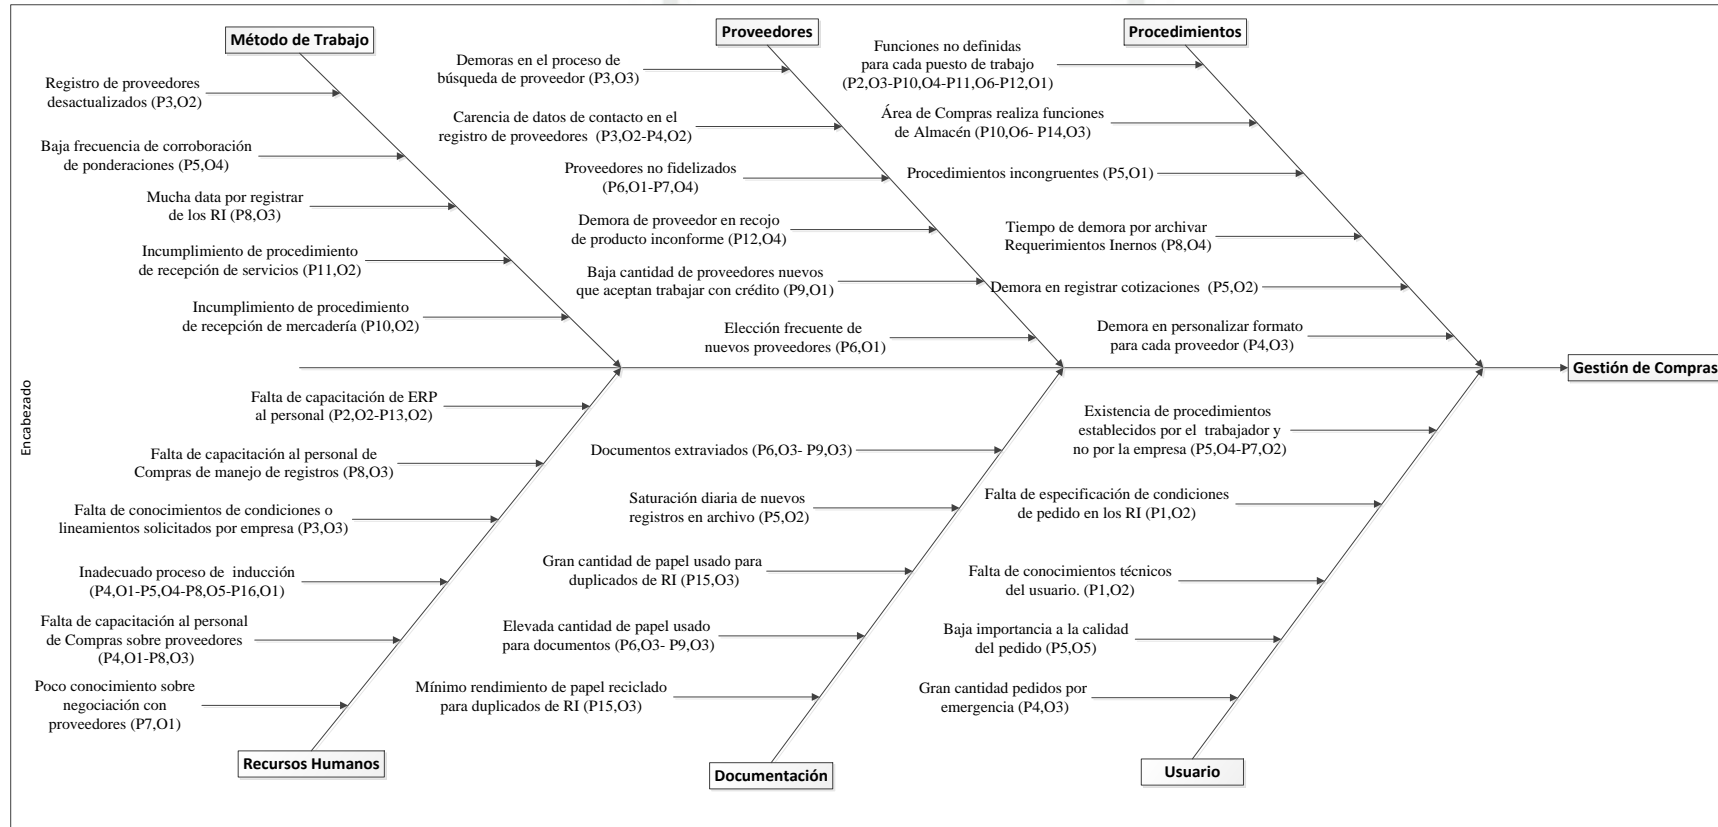 Método de Trabajo
Registro de proveedores
desactualizados (P3,O2)
Baja frecuencia de corroboración
de ponderaciones (P5,O4)
Mucha data por registrar
de los RI (P8,O3)
Incumplimiento de procedimiento
de recepción de servicios (P11,O2)
Incumplimiento de procedimiento
de recepción de mercadería (P10,O2)
Proveedores
Demoras en el proceso de
búsqueda de proveedor (P3,O3)
Carencia de datos de contacto en el
registro de proveedores (P3,O2-P4,O2)
Proveedores no fidelizados
(P6,O1-P7,O4)
Demora de proveedor en recojo
de producto inconforme (P12,O4)
Baja cantidad de proveedores nuevos
que aceptan trabajar con crédito (P9,O1)
Elección frecuente de
nuevos proveedores (P6,O1)
Procedimientos
Funciones no definidas
para cada puesto de trabajo
(P2,O3-P10,O4-P11,O6-P12,O1)
Área de Compras realiza funciones
de Almacén (P10,O6- P14,O3)
Procedimientos incongruentes (P5,O1)
Tiempo de demora por archivar
Requerimientos Inernos (P8,O4)
Demora en registrar cotizaciones (P5,O2)
Demora en personalizar formato
para cada proveedor (P4,O3)
Gestión de Compras
Encabezado
Falta de capacitación de ERP
al personal (P2,O2-P13,O2)
Falta de capacitación al personal de
Compras de manejo de registros (P8,O3)
Falta de conocimientos de condiciones o
lineamientos solicitados por empresa (P3,O3)
Inadecuado proceso de inducción
(P4,O1-P5,O4-P8,O5-P16,O1)
Falta de capacitación al personal
de Compras sobre proveedores
(P4,O1-P8,O3)
Poco conocimiento sobre
negociación con
proveedores (P7,O1)
Recursos Humanos
Documentos extraviados (P6,O3- P9,O3)
Saturación diaria de nuevos
registros en archivo (P5,O2)
Gran cantidad de papel usado para
duplicados de RI (P15,O3)
Elevada cantidad de papel usado
para documentos (P6,O3- P9,O3)
Mínimo rendimiento de papel reciclado
para duplicados de RI (P15,O3)
Documentación
Existencia de procedimientos
establecidos por el trabajador y
no por la empresa (P5,O4-P7,O2)
Falta de especificación de condiciones
de pedido en los RI (P1,O2)
Falta de conocimientos técnicos
del usuario. (P1,O2)
Baja importancia a la calidad
del pedido (P5,O5)
Gran cantidad pedidos por
emergencia (P4,O3)
Usuario